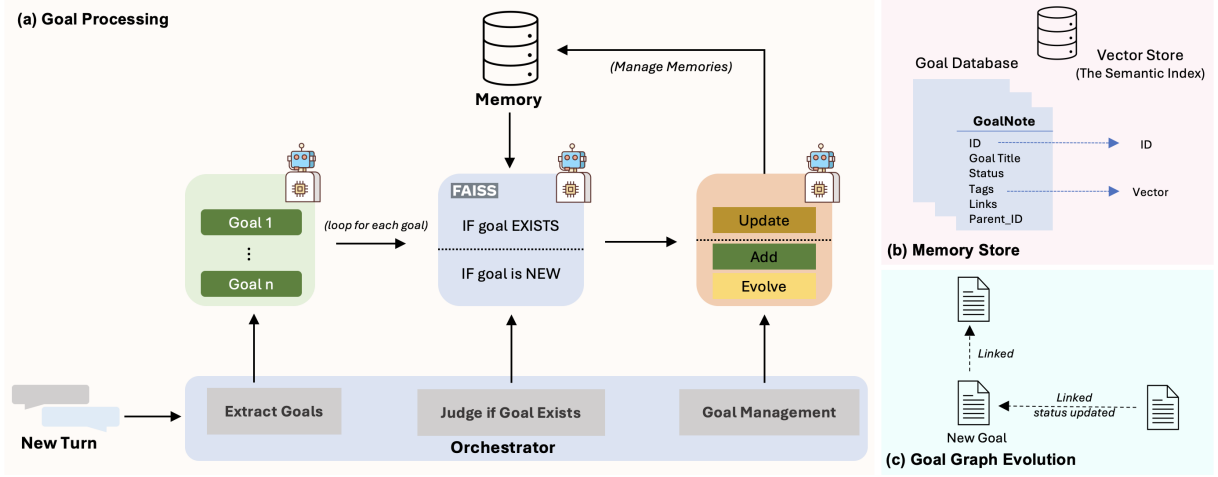 (a) Goal Processing
(Manage Memories)
Memory
Goal 1
⋮
Goal n
(loop for each goal)
FAISS
IF goal EXISTS
IF goal is NEW
Update
Add
Evolve
New Turn
Extract Goals
Judge if Goal Exists
Goal Management
Orchestrator
Goal Database
Vector Store
(The Semantic Index)
GoalNote
ID
Goal Title
Status
Tags
Links
Parent_ID
ID
Vector
(b) Memory Store
Linked
Linked
status updated
New Goal
(c) Goal Graph Evolution